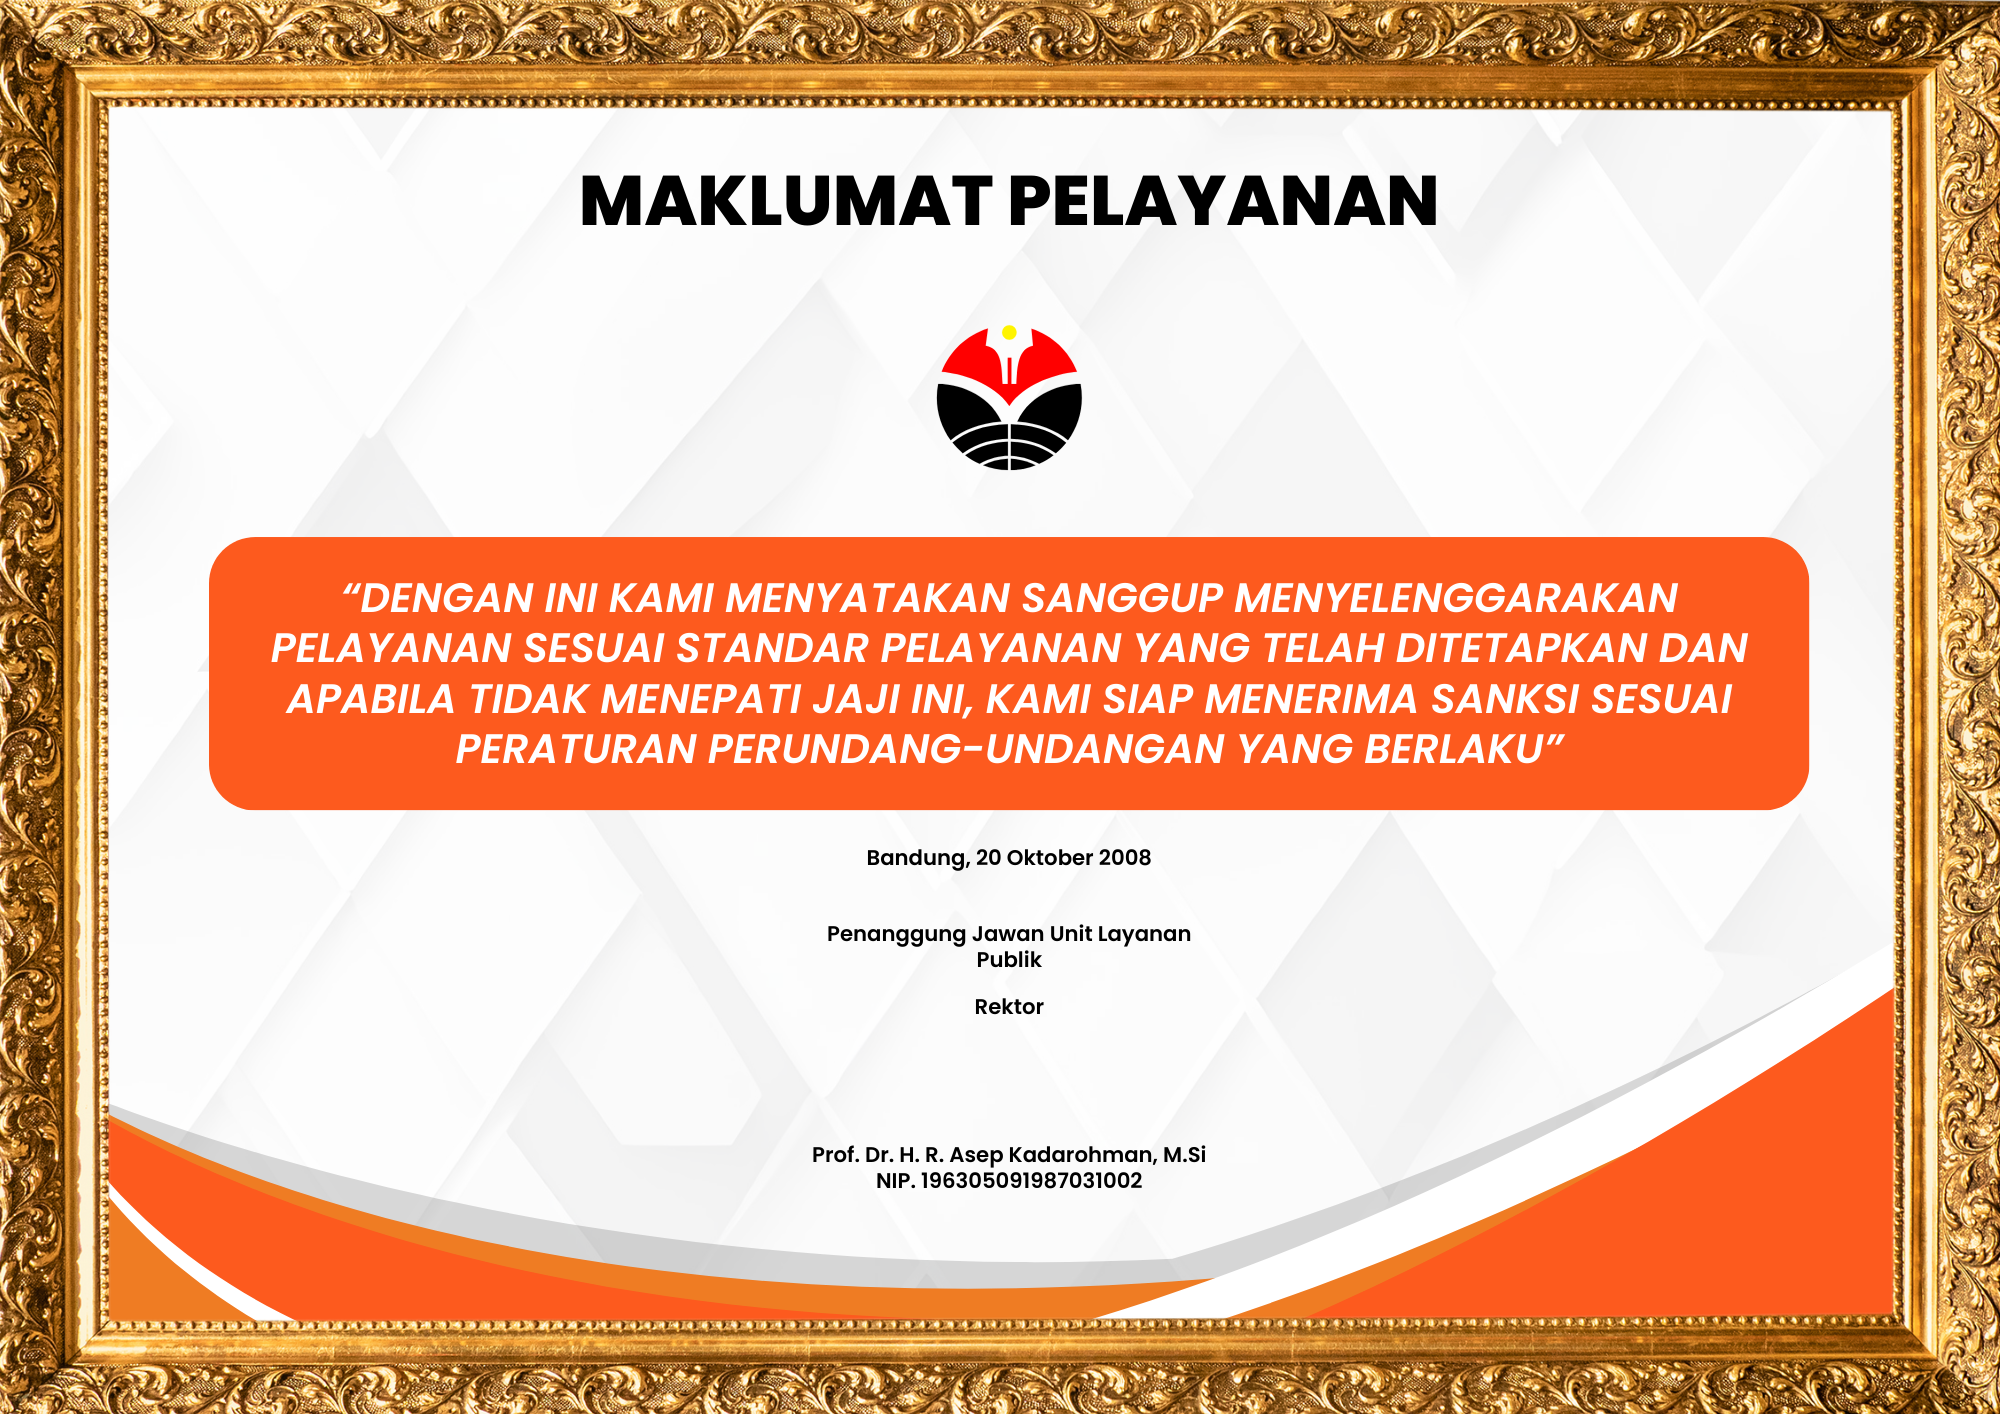 MAKLUMAT PELAYANAN
“DENGAN INI KAMI MENYATAKAN SANGGUP MENYELENGGARAKAN
PELAYANAN SESUAI STANDAR PELAYANAN YANG TELAH DITETAPKAN DAN
APABILA TIDAK MENEPATI JAJI INI, KAMI SIAP MENERIMA SANKSI SESUAI
PERATURAN PERUNDANG-UNDANGAN YANG BERLAKU”
Bandung, 20 Oktober 2008
Penanggung Jawan Unit Layanan
Publik
Rektor
Prof. Dr. H. R. Asep Kadarohman, M.Si
NIP. 196305091987031002